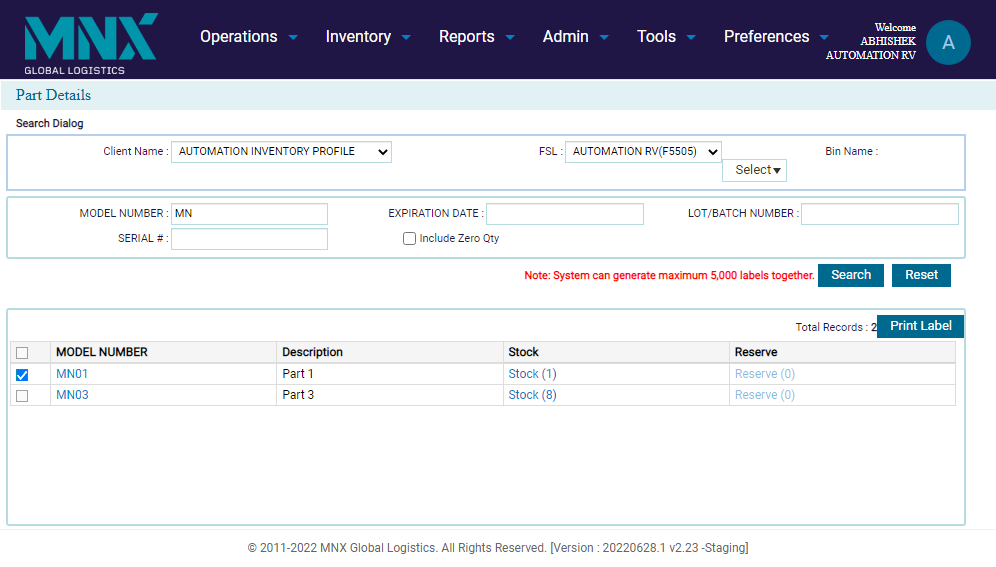 MNX
GLOBAL LOGISTICS
Operations Inventory Reports Admin Tools Preferences
Welcome
ABHISHEK
AUTOMATION RV
A
Part Details
Search Dialog
Client Name : AUTOMATION INVENTORY PROFILE FSL : AUTOMATION RV(F5505) Bin Name :
Select
MODEL NUMBER : MN EXPIRATION DATE : LOT/BATCH NUMBER :
SERIAL # : Include Zero Qty
Note: System can generate maximum 5,000 labels together. Search Reset
Total Records : 2 Print Label
MODEL NUMBER Description Stock Reserve
MN01 Part 1 Stock (1) Reserve (0)
MN03 Part 3 Stock (8) Reserve (0)
© 2011-2022 MNX Global Logistics. All Rights Reserved. [Version : 20220628.1 v2.23 -Staging]